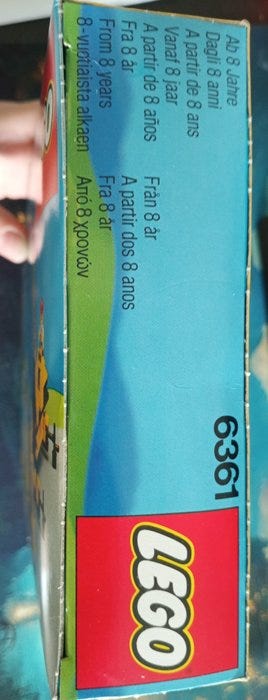 Ab 8 Jahre
Dagli 8 anni
A partir de 8 ans
Vanaf 8 jaar
A partir de 8 años
Fra 8 år
From 8 years
8-vuotiaista alkaen
Från 8 år
A partir dos 8 anos
Fra 8 år
Από 8 χρονών
6361
LEGO